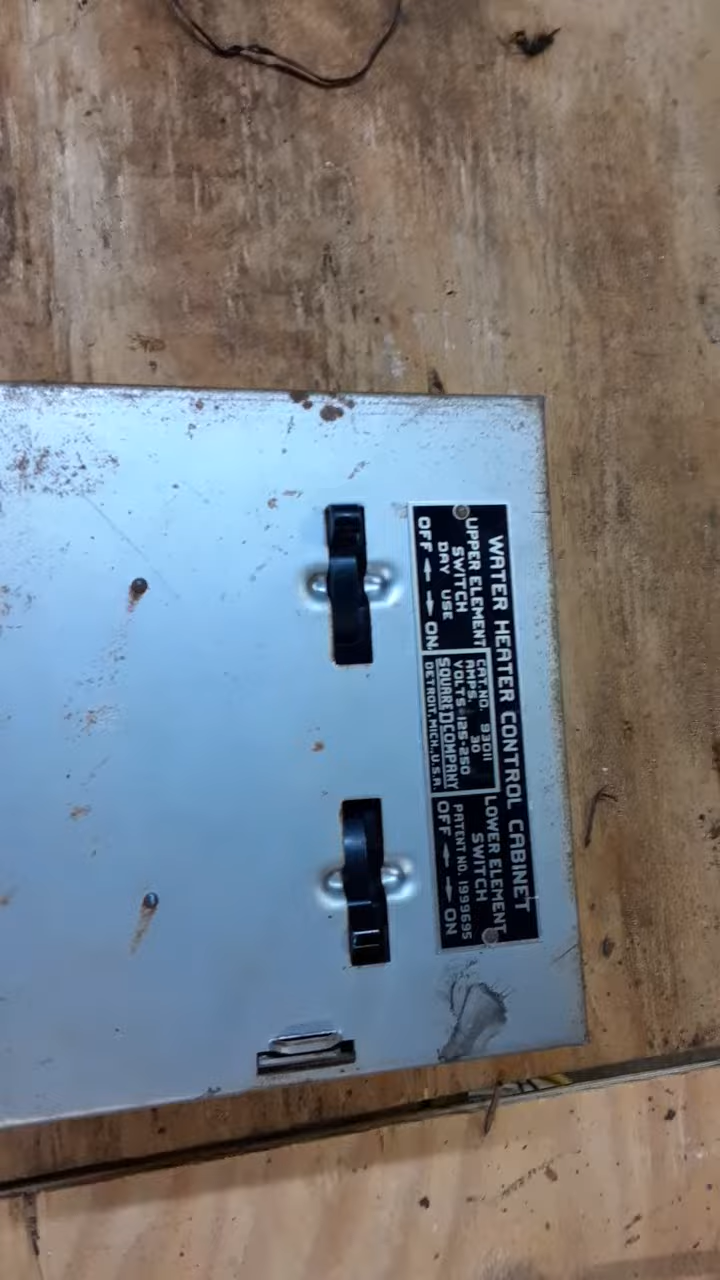 WATER HEATER CONTROL CABINET
UPPER ELEMENT
SWITCH
DAY USE
OFF ← → ON
CAT.NO. 93011
AMPS. 30
VOLTS 125-250
SQUARE D COMPANY
DETROIT, MICH., U.S.A.
LOWER ELEMENT
SWITCH
PATENT NO. 1999695
OFF ← → ON